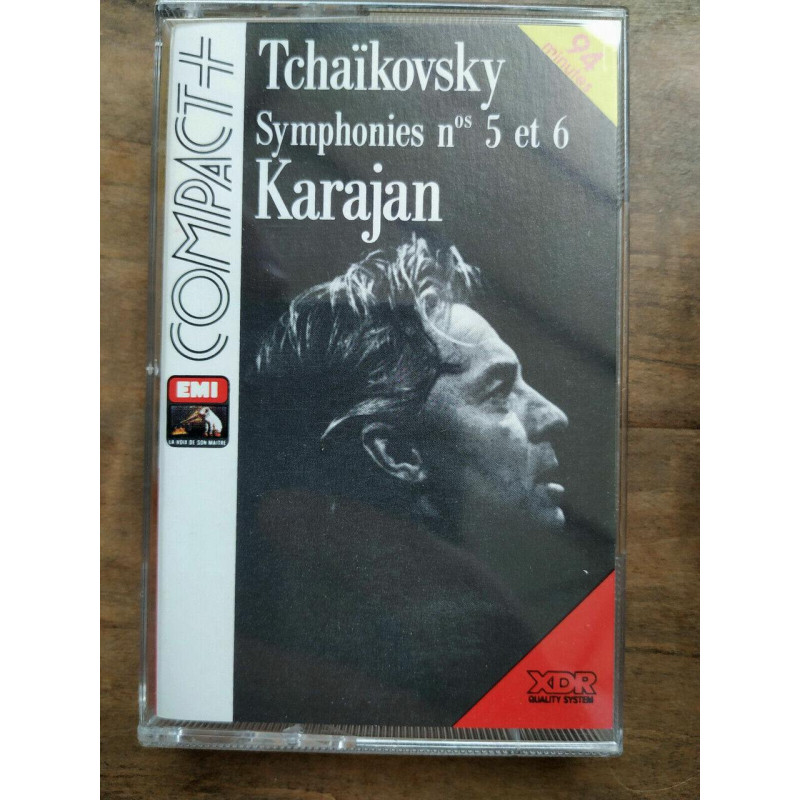 Tchaïkovsky
Symphonies nos 5 et 6
Karajan
94
minutes
COMPACT+
EMI
LA VOIX DE SON MAITRE
XDR
QUALITY SYSTEM